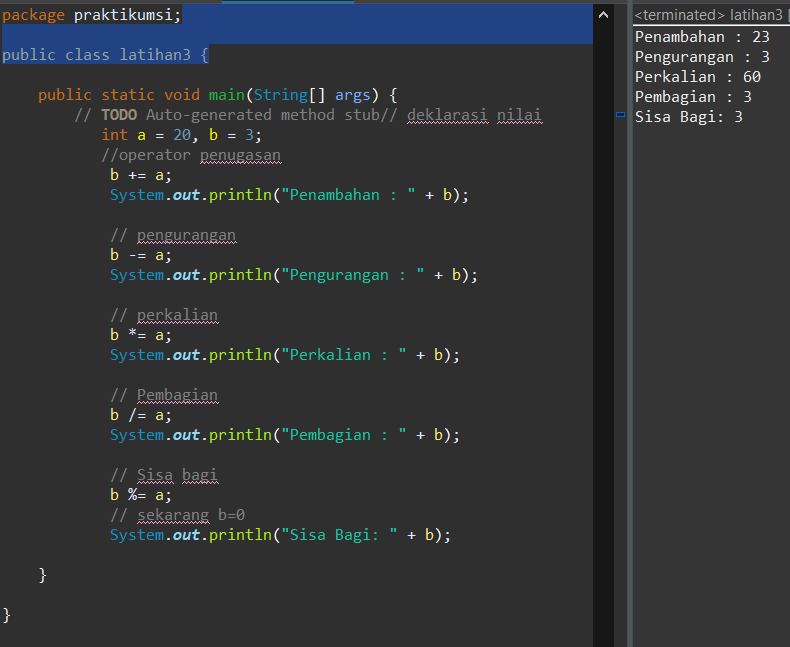 package praktikumsi;
public class latihan3 {
public static void main(String[] args) {
// TODO Auto-generated method stub// deklarasi nilai
int a = 20, b = 3;
//operator penugasan
b += a;
System.out.println("Penambahan : " + b);
// pengurangan
b -= a;
System.out.println("Pengurangan : " + b);
// perkalian
b *= a;
System.out.println("Perkalian : " + b);
// Pembagian
b /= a;
System.out.println("Pembagian : " + b);
// Sisa bagi
b %= a;
// sekarang b=0
System.out.println("Sisa Bagi: " + b);
}
}
<terminated> latihan3
Penambahan : 23
Pengurangan : 3
Perkalian : 60
Pembagian : 3
Sisa Bagi: 3